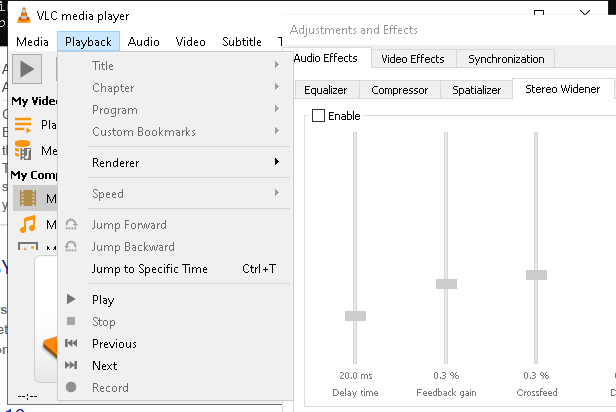 VLC media player
Media Playback Audio Video Subtitle
Title
Chapter
Program
Custom Bookmarks
Renderer
Speed
Jump Forward
Jump Backward
Jump to Specific Time Ctrl+T
Play
Stop
Previous
Next
Record
My Vide
Pla
Me
My Comp
M
M
--:--
Adjustments and Effects
Audio Effects Video Effects Synchronization
Equalizer Compressor Spatializer Stereo Widener
Enable
20.0 ms 0.3 % 0.3 %
Delay time Feedback gain Crossfeed